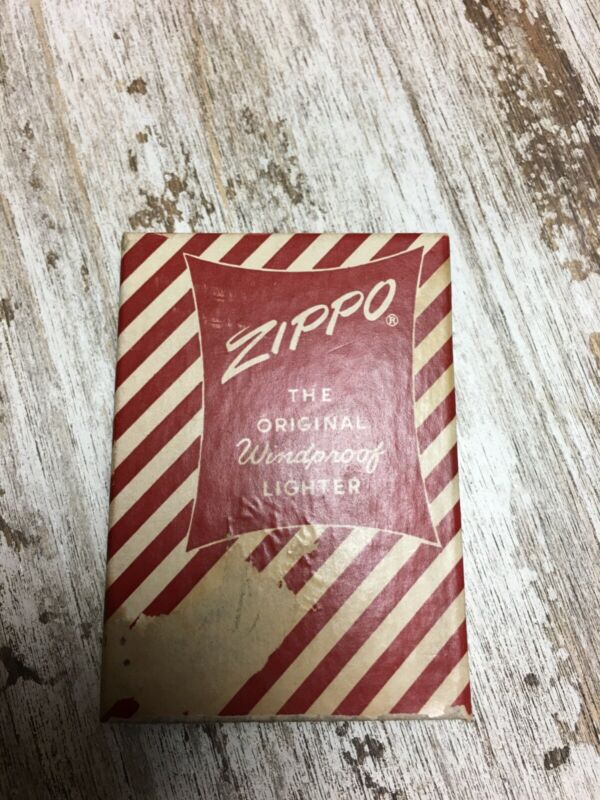 ZIPPO®
THE
ORIGINAL
Windproof
LIGHTER